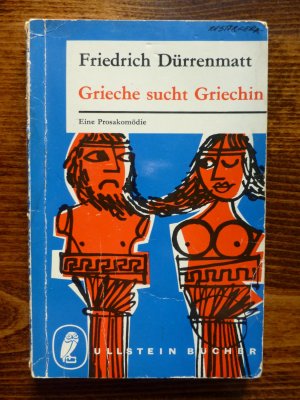 Friedrich Dürrenmatt
Grieche sucht Griechin
Eine Prosakomödie
ULLSTEIN BÜCHER